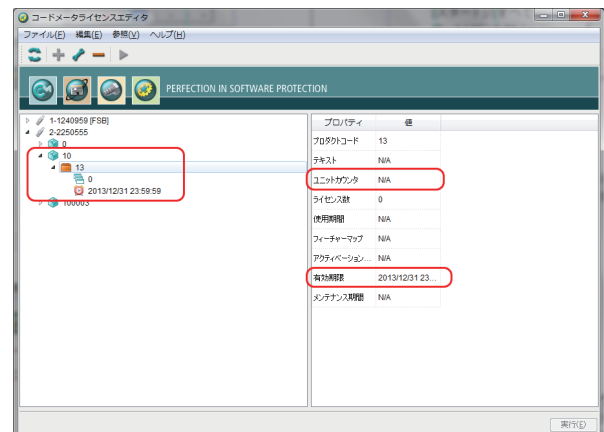 コードメータライセンスエディタ
ファイル(F) 編集(E) 参照(V) ヘルプ(H)
PERFECTION IN SOFTWARE PROTECTION
1-1240959 [FSB]
2-2250555
0
10
13
0
2013/12/31 23:59:59
100003
プロパティ 値
プロダクトコード 13
テキスト N/A
ユニットカウンタ N/A
ライセンス数 0
使用期間 N/A
フィーチャーマップ N/A
アクティベーション... N/A
有効期限 2013/12/31 23...
メンテナンス期間 N/A
実行(E)